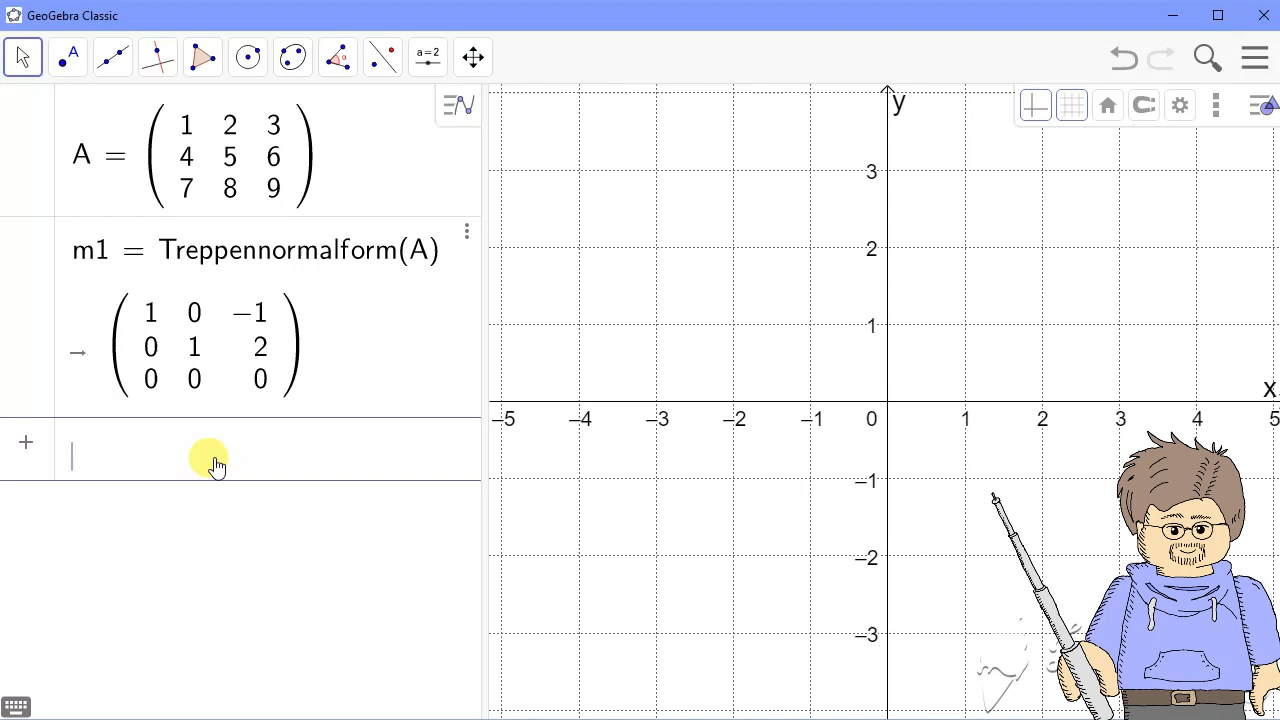 GeoGebra Classic
A
a=2
A = ( 1 2 3
4 5 6
7 8 9 )
m1 = Treppennormalform(A)
→ ( 1 0 −1
0 1 2
0 0 0 )
+
y
3
2
1
x
–5 –4 –3 –2 –1 0 1 2 3 4 5
–1
–2
–3